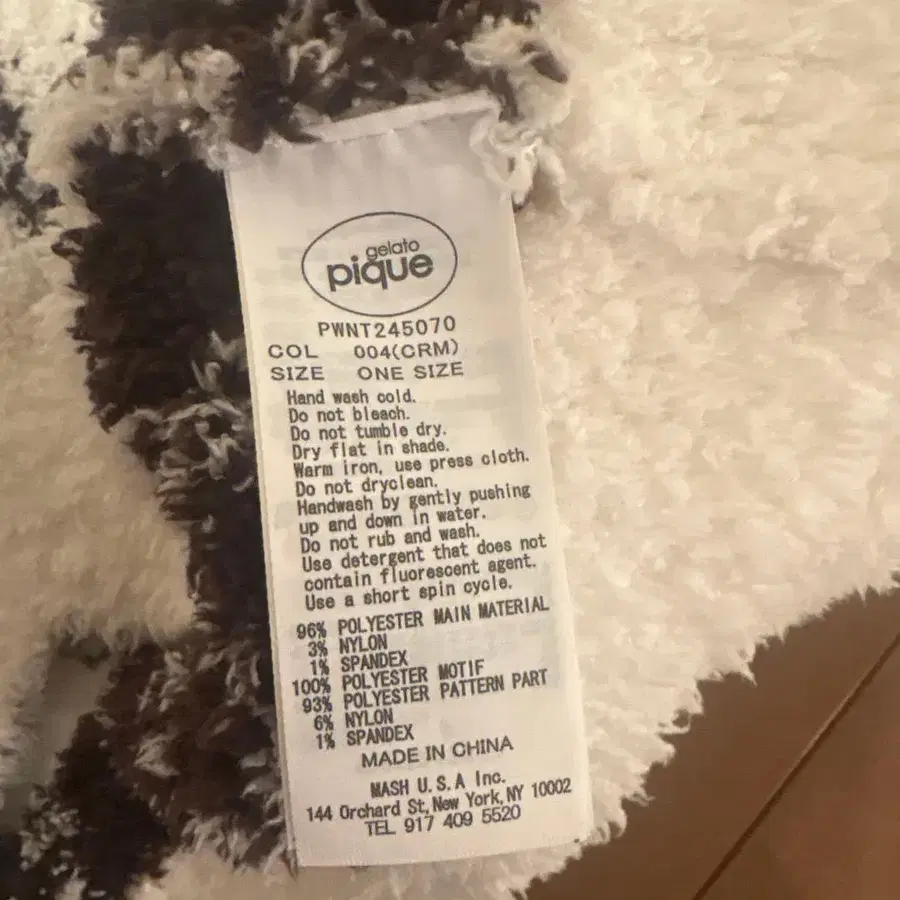 gelato
pique
PWNT245070
COL 004(CRM)
SIZE ONE SIZE
Hand wash cold.
Do not bleach.
Do not tumble dry.
Dry flat in shade.
Warm iron, use press cloth.
Do not dryclean.
Handwash by gently pushing
up and down in water.
Do not rub and wash.
Use detergent that does not
contain fluorescent agent.
Use a short spin cycle.
96% POLYESTER MAIN MATERIAL
3% NYLON
1% SPANDEX
100% POLYESTER MOTIF
93% POLYESTER PATTERN PART
6% NYLON
1% SPANDEX
MADE IN CHINA
MASH U.S.A Inc.
144 Orchard St, New York, NY 10002
TEL 917 409 5520